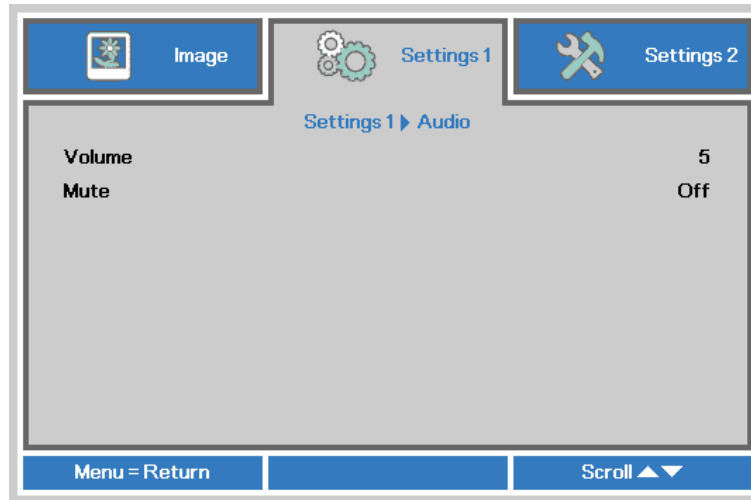 Image
Settings 1
Settings 2
Settings 1 ▶ Audio
Volume 5
Mute Off
Menu = Return
Scroll ▲▼